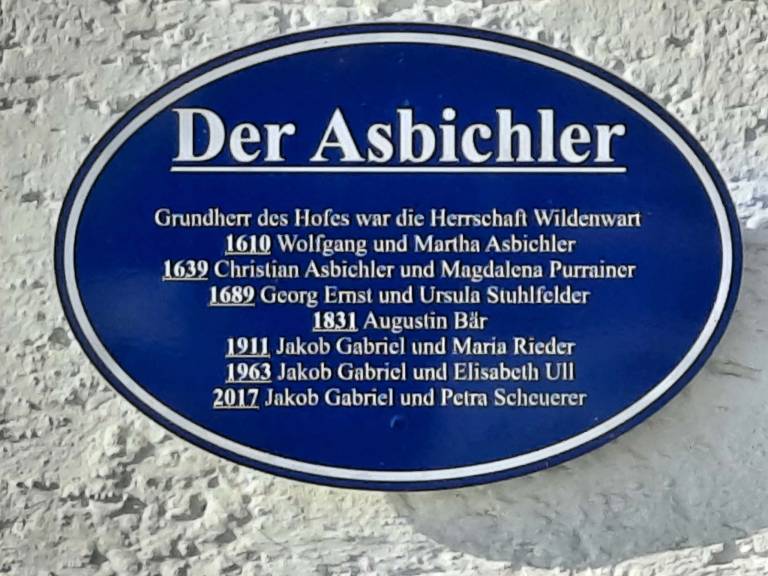 Der Asbichler
Grundherr des Hofes war die Herrschaft Wildenwart
1610 Wolfgang und Martha Asbichler
1639 Christian Asbichler und Magdalena Purrainer
1689 Georg Ernst und Ursula Stuhlfelder
1831 Augustin Bär
1911 Jakob Gabriel und Maria Rieder
1963 Jakob Gabriel und Elisabeth Ull
2017 Jakob Gabriel und Petra Scheuerer